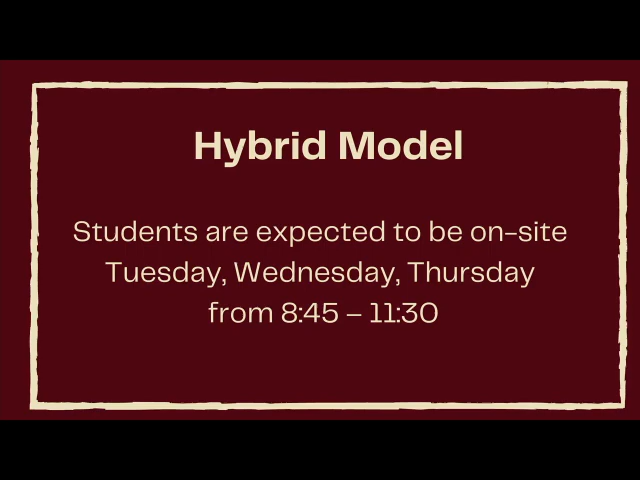 Hybrid Model
Students are expected to be on-site
Tuesday, Wednesday, Thursday
from 8:45 – 11:30